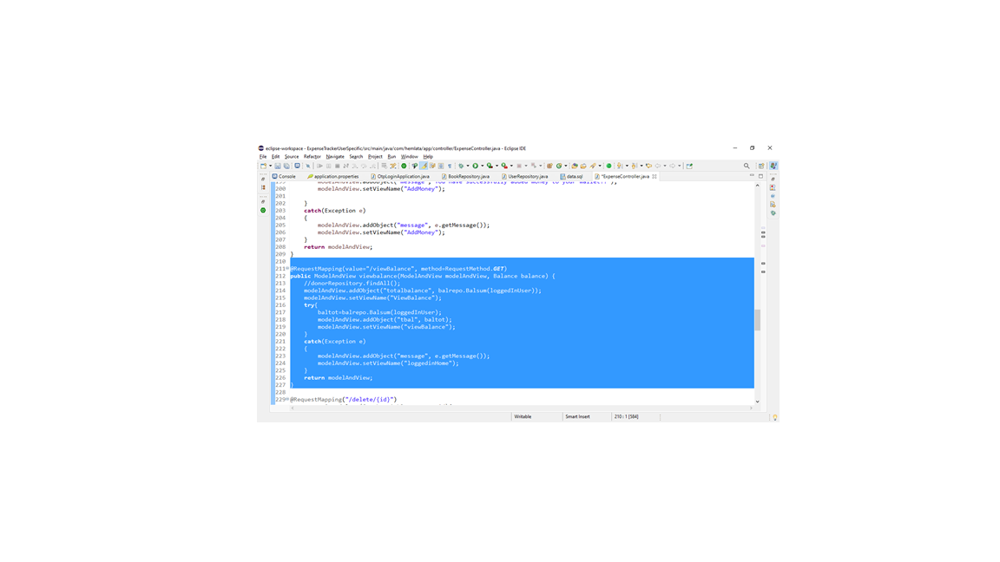 eclipse-workspace - ExpenseTrackerUserSpecific/src/main/java/com/hemlata/app/controller/ExpenseController.java - Eclipse IDE
File Edit Source Refactor Navigate Search Project Run Window Help
Console application.properties OtpLoginApplication.java BookRepository.java UserRepository.java data.sql *ExpenseController.java
199 modelAndView.addObject("message","You have successfully added money to your wallet!!");
200 modelAndView.setViewName("AddMoney");
201
202 }
203 catch(Exception e)
204 {
205 modelAndView.addObject("message", e.getMessage());
206 modelAndView.setViewName("AddMoney");
207 }
208 return modelAndView;
209 }
210
211 @RequestMapping(value="/viewBalance", method=RequestMethod.GET)
212 public ModelAndView viewbalance(ModelAndView modelAndView, Balance balance) {
213 //donorRepository.findAll();
214 modelAndView.addObject("totalbalance", balrepo.Balsum(loggedInUser));
215 modelAndView.setViewName("ViewBalance");
216 try{
217 baltot=balrepo.Balsum(loggedInUser);
218 modelAndView.addObject("tbal", baltot);
219 modelAndView.setViewName("viewBalance");
220 }
221 catch(Exception e)
222 {
223 modelAndView.addObject("message", e.getMessage());
224 modelAndView.setViewName("loggedinHome");
225 }
226 return modelAndView;
227 }
228
229 @RequestMapping("/delete/{id}")
Writable Smart Insert 210 : 1 [584]